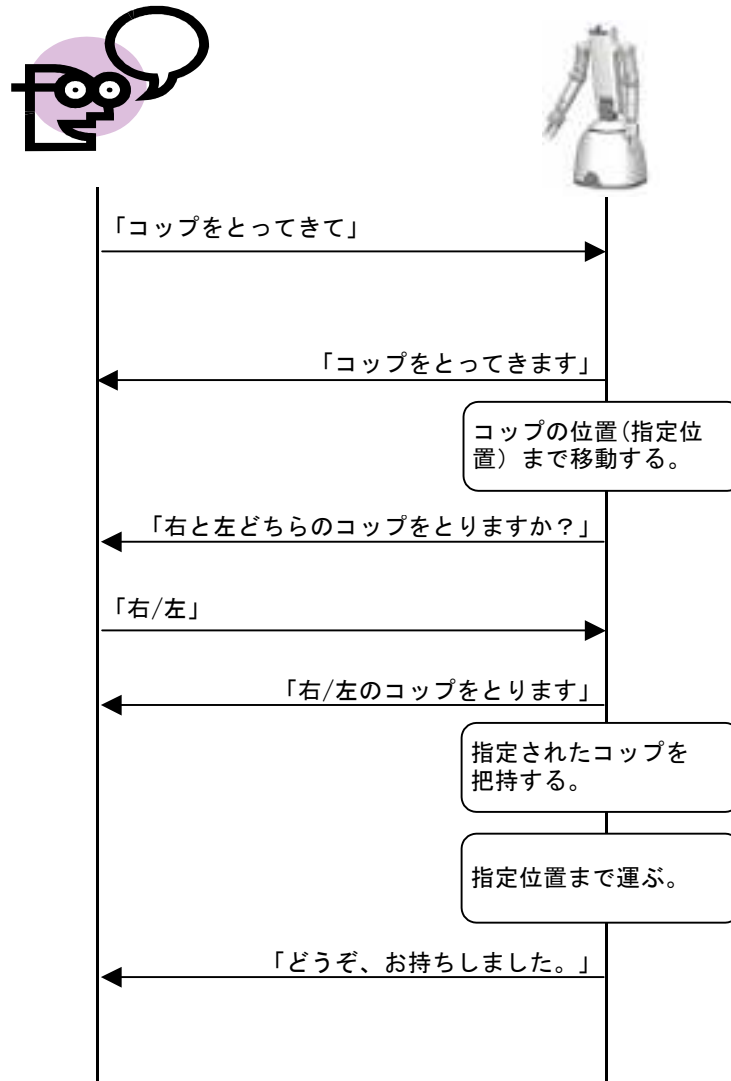 「コップをとってきて」
「コップをとってきます」
コップの位置(指定位
置）まで移動する。
「右と左どちらのコップをとりますか？」
「右/左」
「右/左のコップをとります」
指定されたコップを
把持する。
指定位置まで運ぶ。
「どうぞ、お持ちしました。」